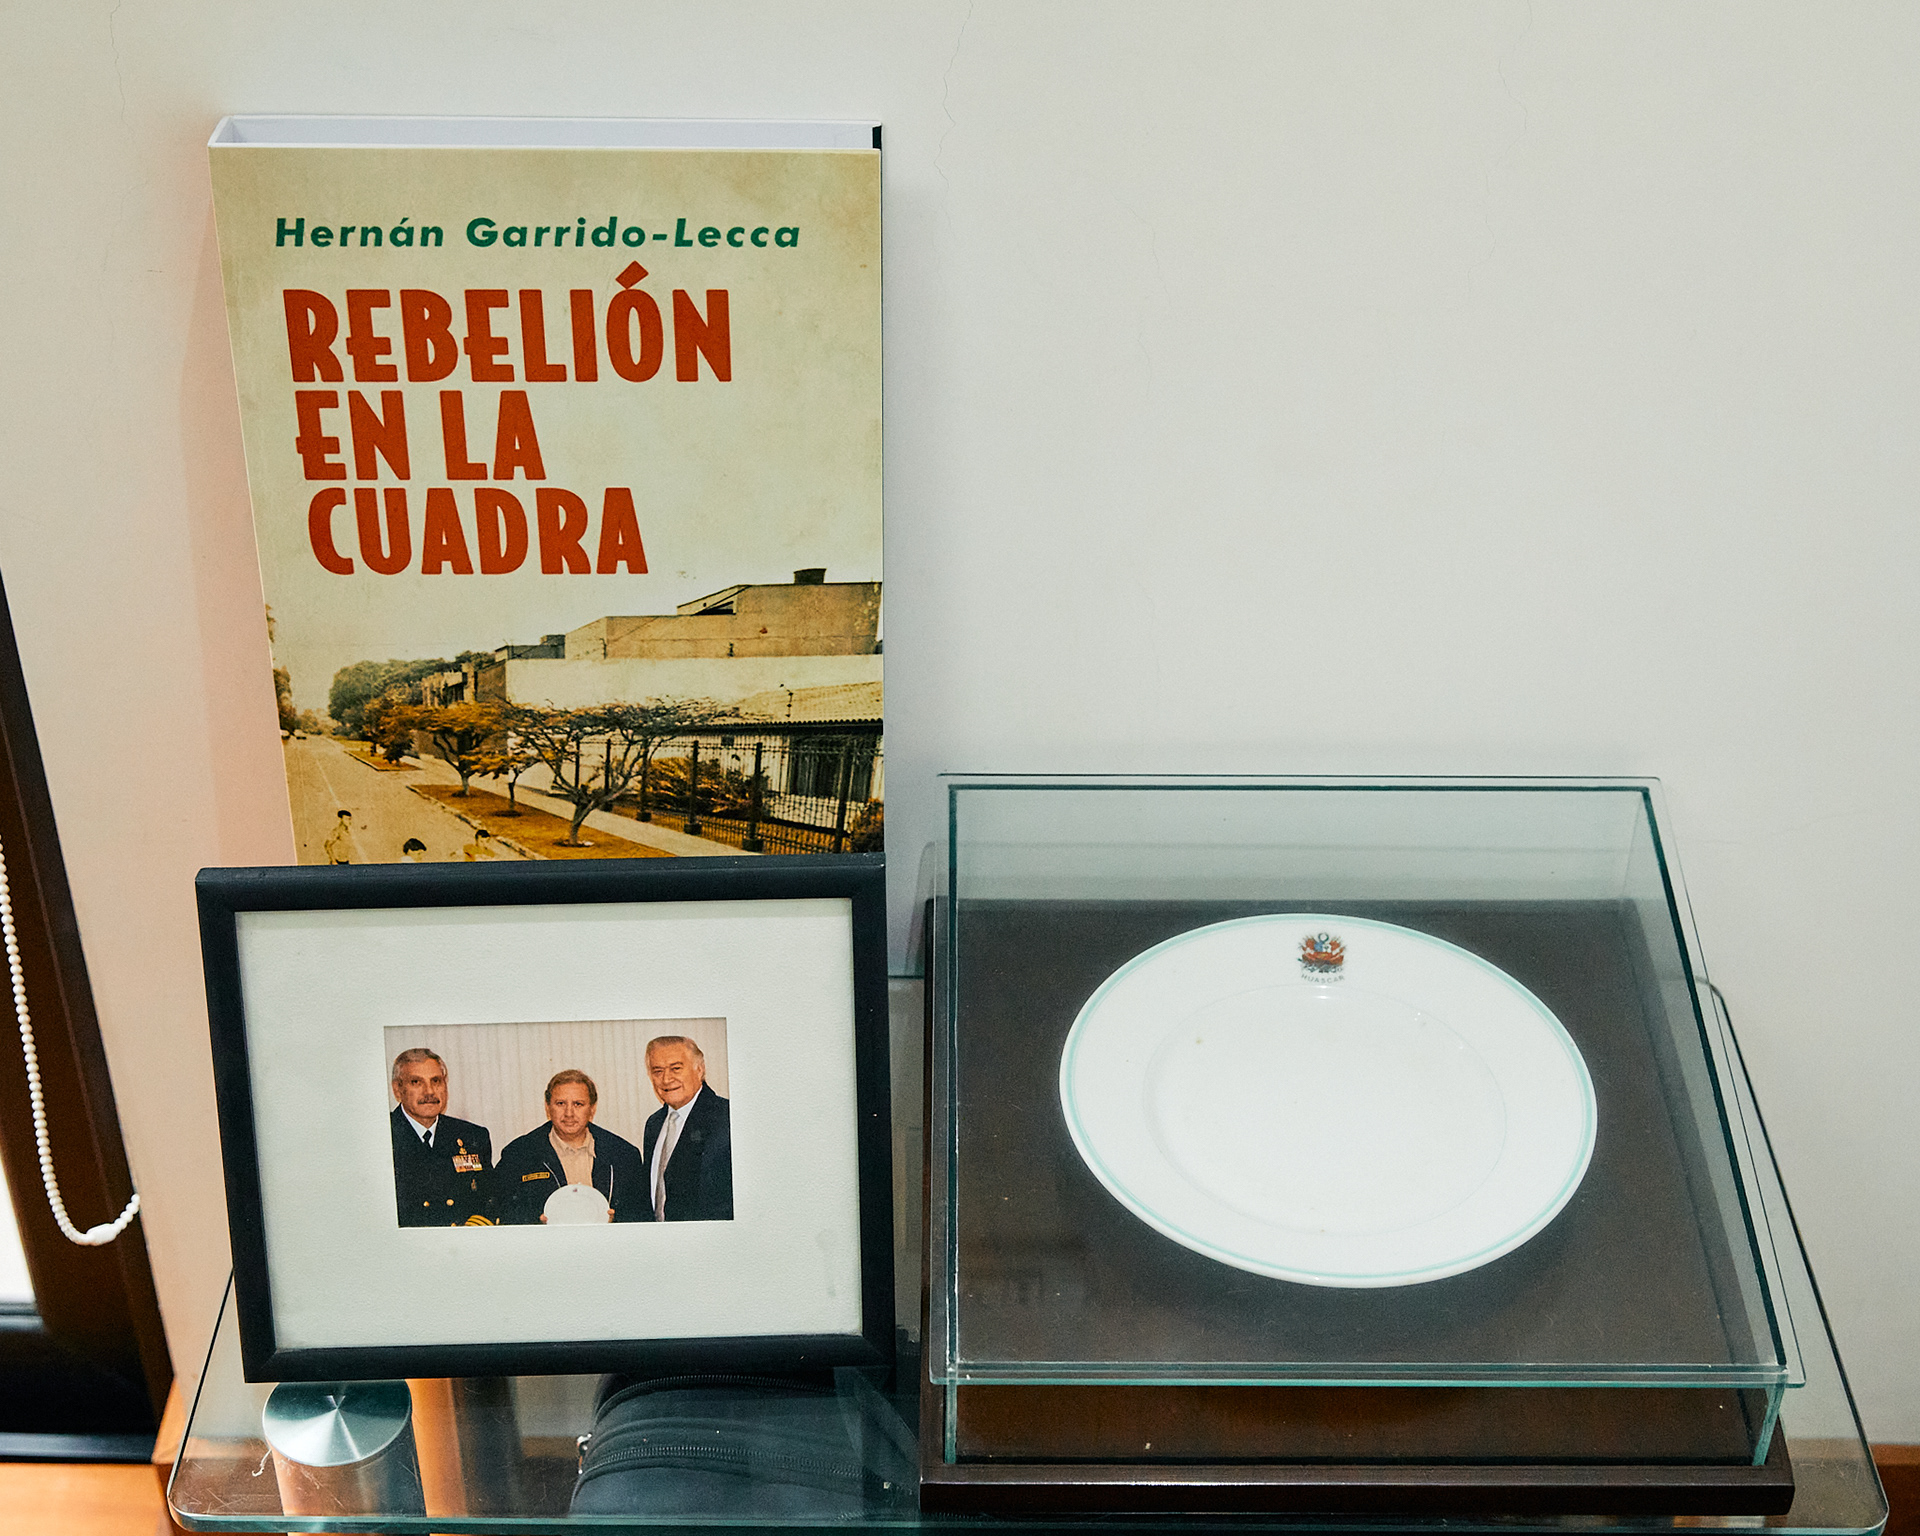 Hernán Garrido-Lecca
REBELIÓN
EN LA
CUADRA
HUASCAR